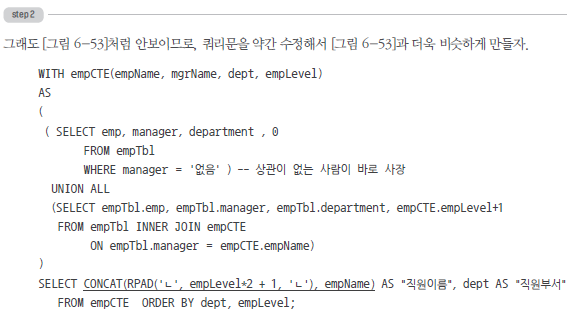 step 2
그래도 [그림 6-53]처럼 안보이므로, 쿼리문을 약간 수정해서 [그림 6-53]과 더욱 비슷하게 만들자.
WITH empCTE(empName, mgrName, dept, empLevel)
AS
(
( SELECT emp, manager, department , 0
FROM empTbl
WHERE manager = '없음' ) -- 상관이 없는 사람이 바로 사장
UNION ALL
(SELECT empTbl.emp, empTbl.manager, empTbl.department, empCTE.empLevel+1
FROM empTbl INNER JOIN empCTE
ON empTbl.manager = empCTE.empName)
)
SELECT CONCAT(RPAD('ㄴ', empLevel*2 + 1, 'ㄴ'), empName) AS "직원이름", dept AS "직원부서"
FROM empCTE ORDER BY dept, empLevel;